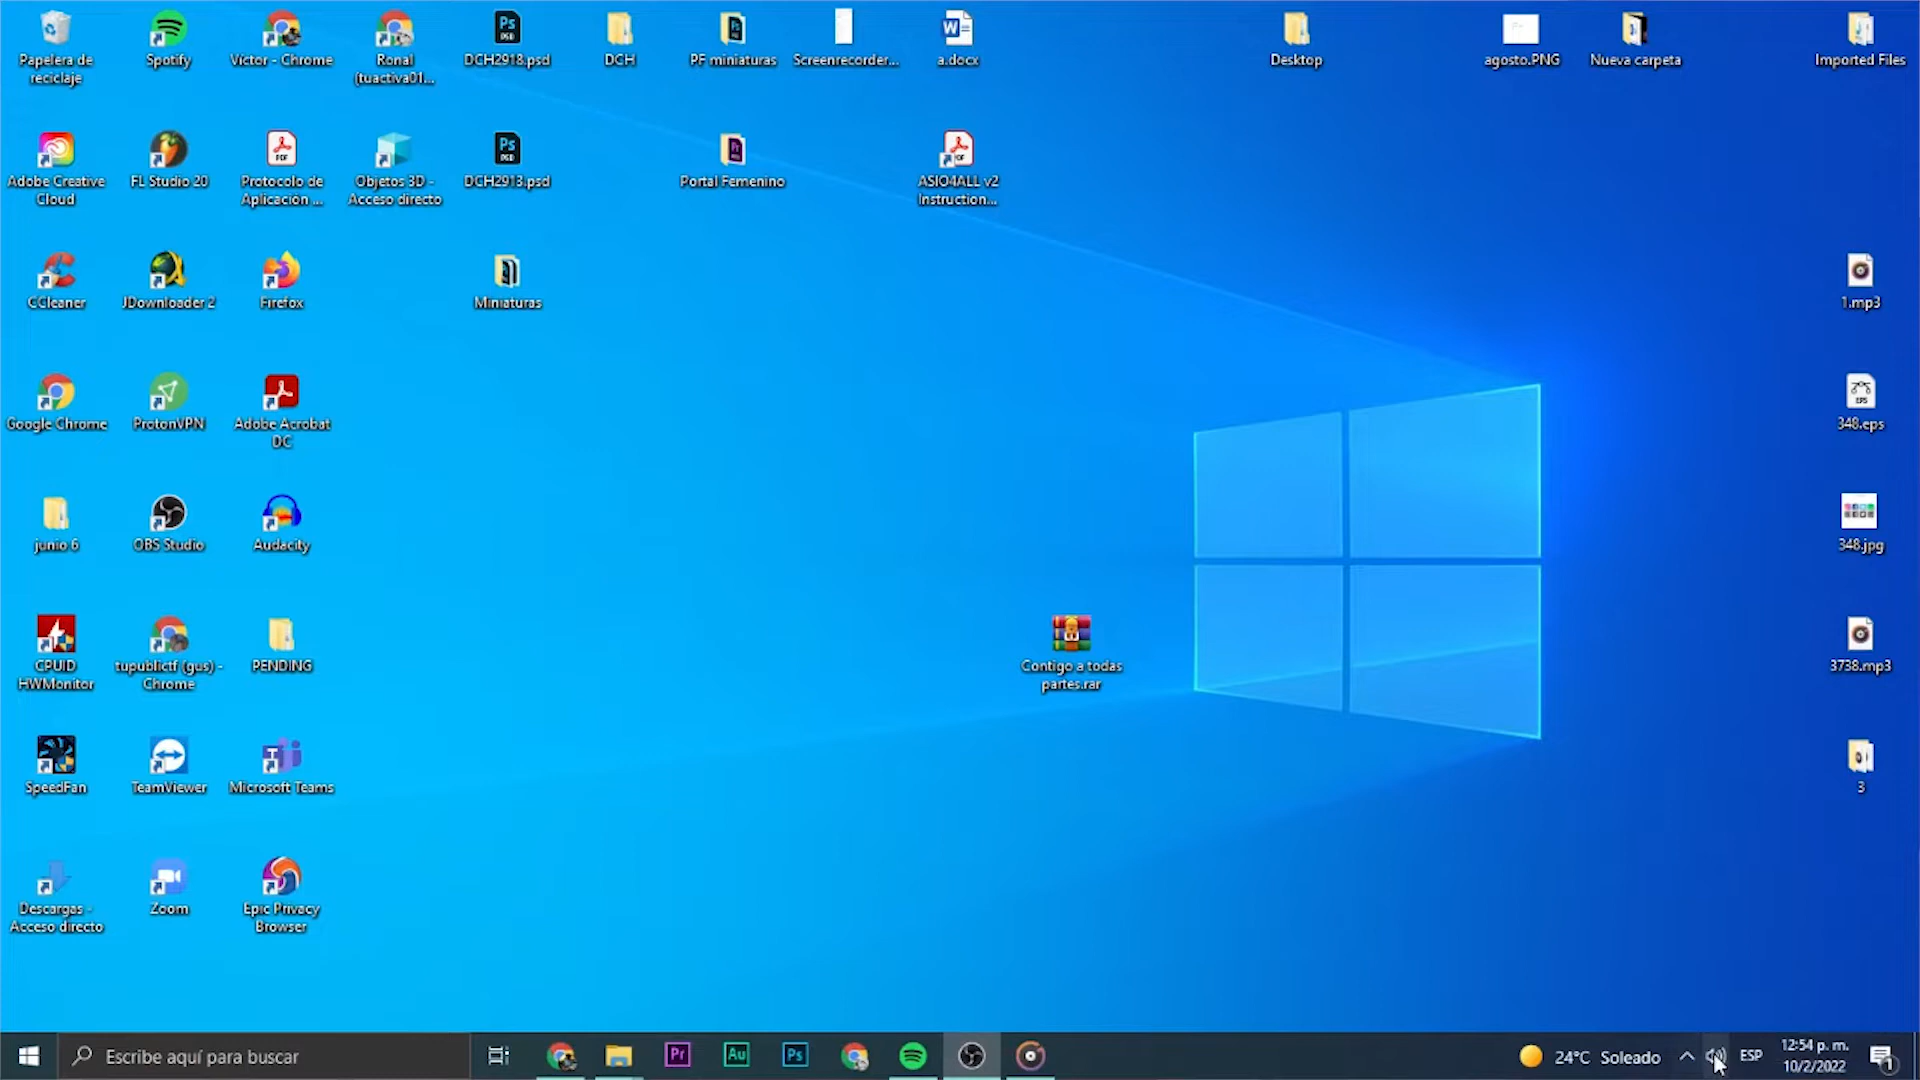 Papelera de
reciclaje
Spotify
Víctor - Chrome
Ronal
(tuactiva01...
DCH2918.psd
DCH
PF miniaturas
Screenrecorder...
a.docx
Desktop
agosto.PNG
Nueva carpeta
Imported Files
Adobe Creative
Cloud
FL Studio 20
Protocolo de
Aplicación ...
Objetos 3D -
Acceso directo
DCH2913.psd
Portal Femenino
ASIO4ALL v2
Instruction...
CCleaner
JDownloader 2
Firefox
Miniaturas
1.mp3
Google Chrome
ProtonVPN
Adobe Acrobat
DC
348.eps
junio 6
OBS Studio
Audacity
348.jpg
CPUID
HWMonitor
tupublictf (gus) -
Chrome
PENDING
Contigo a todas
partes.rar
3738.mp3
SpeedFan
TeamViewer
Microsoft Teams
3
Descargas -
Acceso directo
Zoom
Epic Privacy
Browser
Escribe aquí para buscar
24°C Soleado
ESP
12:54 p. m.
10/2/2022
1